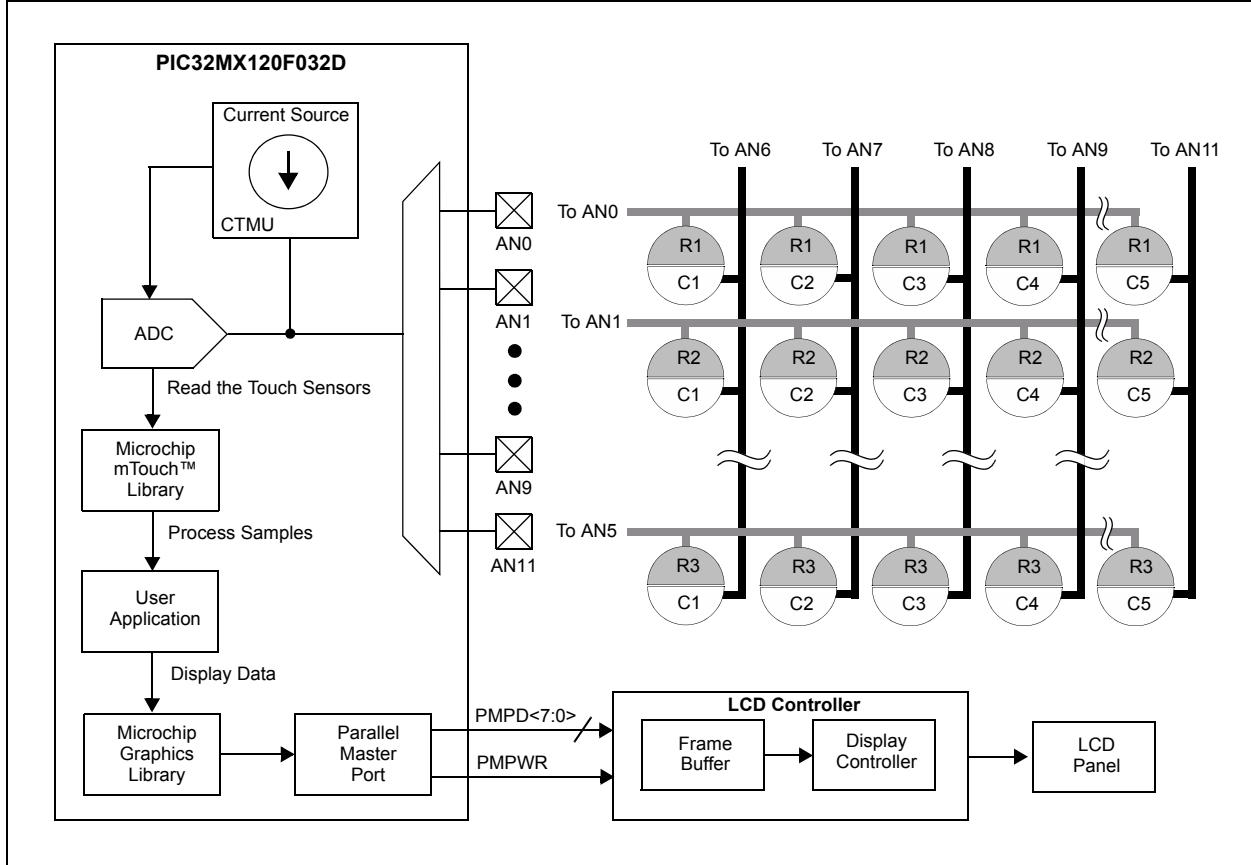 PIC32MX120F032D
Current Source
CTMU
ADC
Read the Touch Sensors
Microchip
mTouch™
Library
Process Samples
User
Application
Display Data
Microchip
Graphics
Library
Parallel
Master
Port
AN0
AN1
AN9
AN11
To AN6
To AN7
To AN8
To AN9
To AN11
To AN0
R1
R1
R1
R1
R1
C1
C2
C3
C4
C5
To AN1
R2
R2
R2
R2
R2
C1
C2
C3
C4
C5
To AN5
R3
R3
R3
R3
R3
C1
C2
C3
C4
C5
PMPD<7:0>
PMPWR
LCD Controller
Frame
Buffer
Display
Controller
LCD
Panel